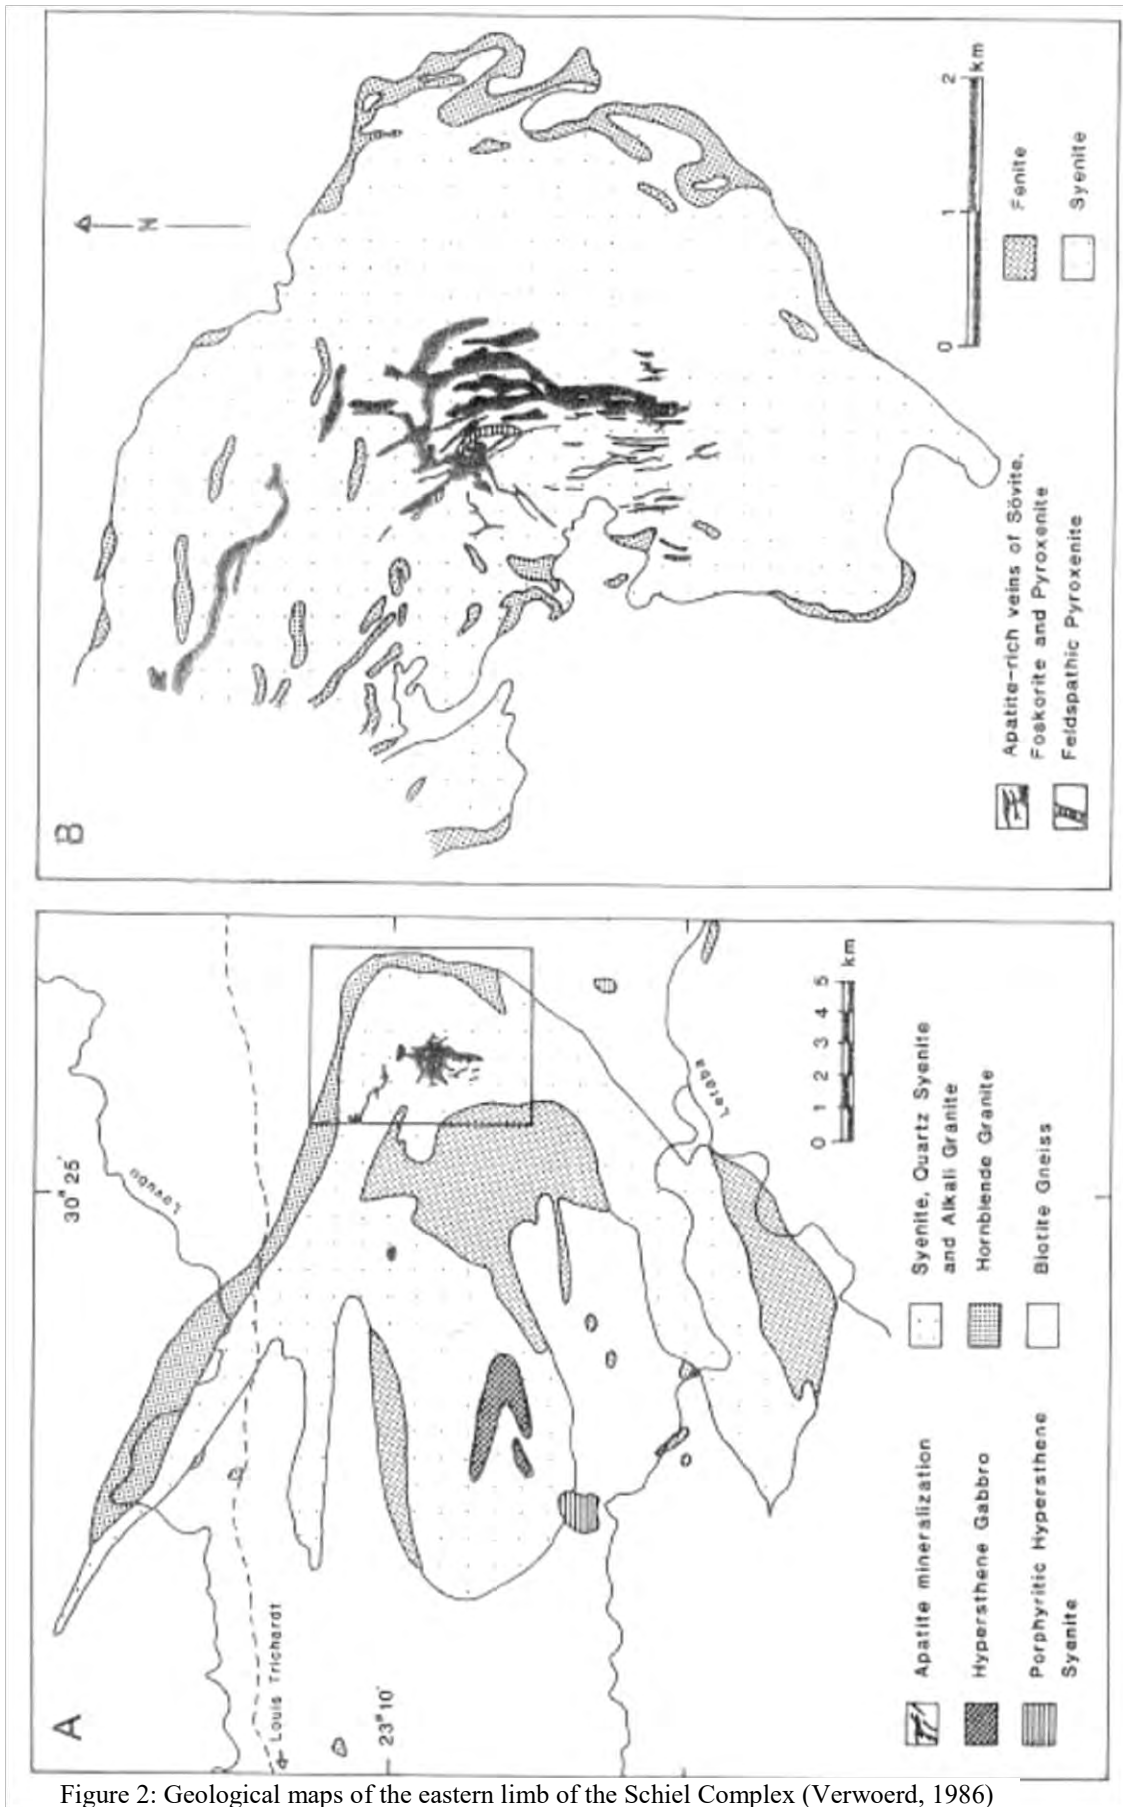 A
Lovubu
30° 25'
Louis Trichardt
23° 10'
Letaba
0 1 2 3 4 5 km
Apatite mineralization
Hypersthene Gabbro
Porphyritic Hypersthene
Syenite
Syenite, Quartz Syenite
and Alkali Granite
Hornblende Granite
Biotite Gneiss
B
N
0 1 2 km
Apatite-rich veins of Sövite,
Foskorite and Pyroxenite
Feldspathic Pyroxenite
Fenite
Syenite
Figure 2: Geological maps of the eastern limb of the Schiel Complex (Verwoerd, 1986)